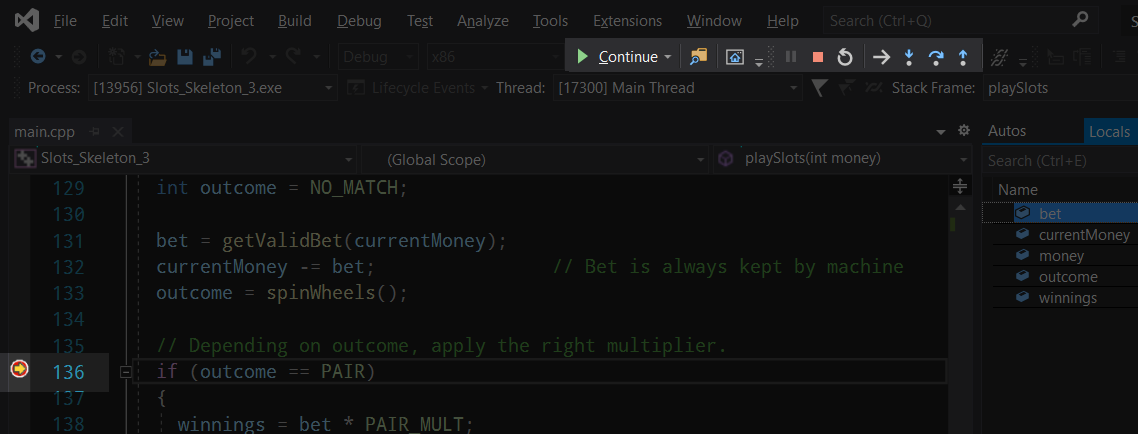 File Edit View Project Build Debug Test Analyze Tools Extensions Window Help Search (Ctrl+Q) S
Debug x86 Continue
Process: [13956] Slots_Skeleton_3.exe Lifecycle Events Thread: [17300] Main Thread Stack Frame: playSlots
main.cpp Autos Locals
Slots_Skeleton_3 (Global Scope) playSlots(int money) Search (Ctrl+E)
Name
129 int outcome = NO_MATCH;
130
131 bet = getValidBet(currentMoney);
132 currentMoney -= bet; // Bet is always kept by machine
133 outcome = spinWheels();
134
135 // Depending on outcome, apply the right multiplier.
136 if (outcome == PAIR)
137 {
138 winnings = bet * PAIR_MULT;
bet
currentMoney
money
outcome
winnings